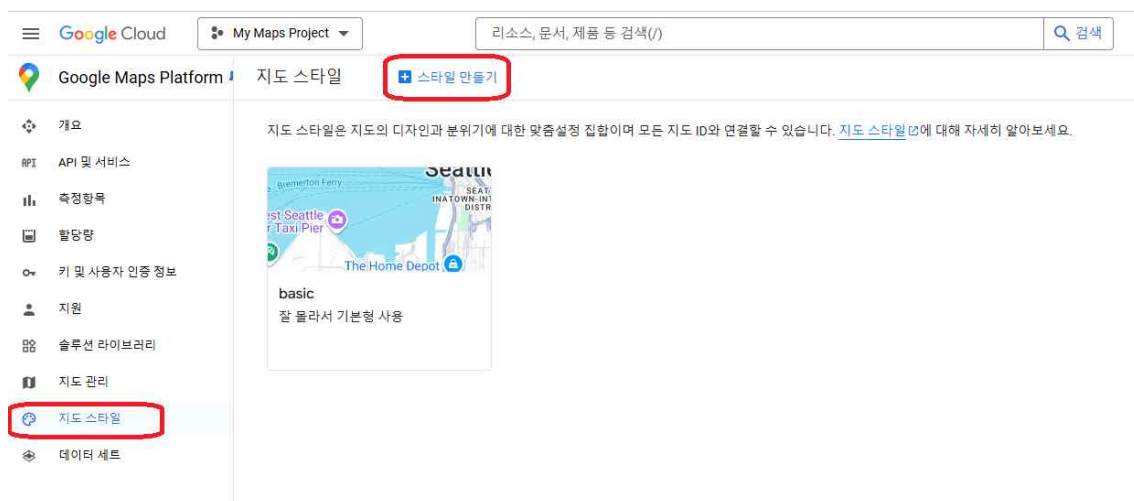 Google Cloud
My Maps Project
리소스, 문서, 제품 등 검색(/)
검색
Google Maps Platform
지도 스타일
스타일 만들기
개요
API
API 및 서비스
측정항목
할당량
키 및 사용자 인증 정보
지원
솔루션 라이브러리
지도 관리
지도 스타일
데이터 세트
지도 스타일은 지도의 디자인과 분위기에 대한 맞춤설정 집합이며 모든 지도 ID와 연결할 수 있습니다. 지도 스타일에 대해 자세히 알아보세요.
Seattle
Bremerton Ferry
SEAT
INATOWN-INT
DISTR
est Seattle
r Taxi Pier
The Home Depot
basic
잘 몰라서 기본형 사용